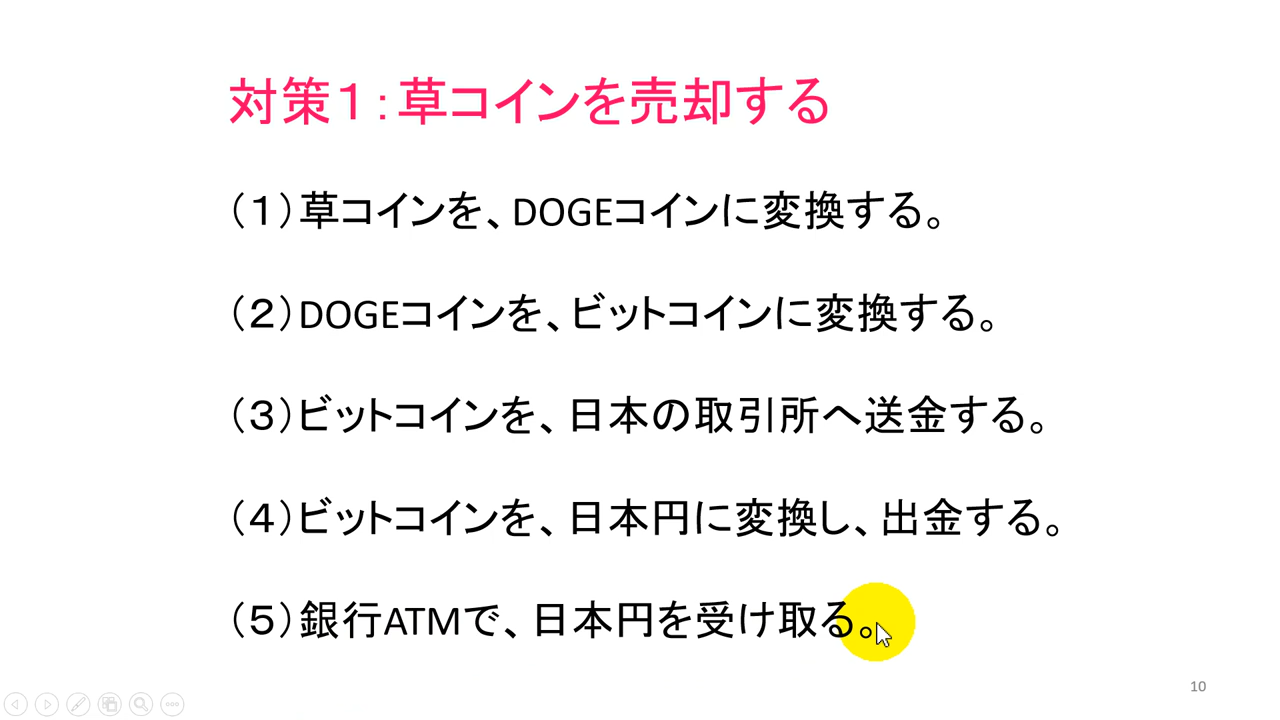 対策１：草コインを売却する
（１）草コインを、DOGEコインに変換する。
（２）DOGEコインを、ビットコインに変換する。
（３）ビットコインを、日本の取引所へ送金する。
（４）ビットコインを、日本円に変換し、出金する。
（５）銀行ATMで、日本円を受け取る。
10